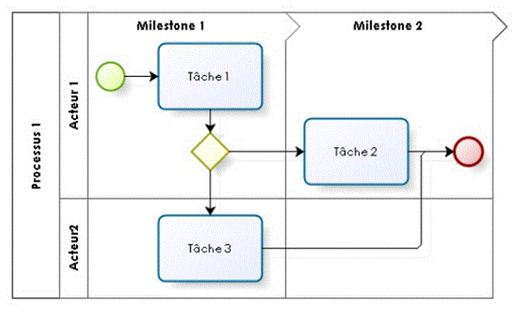 Milestone 1
Milestone 2
Processus 1
Acteur 1
Tâche 1
Tâche 2
Acteur2
Tâche 3